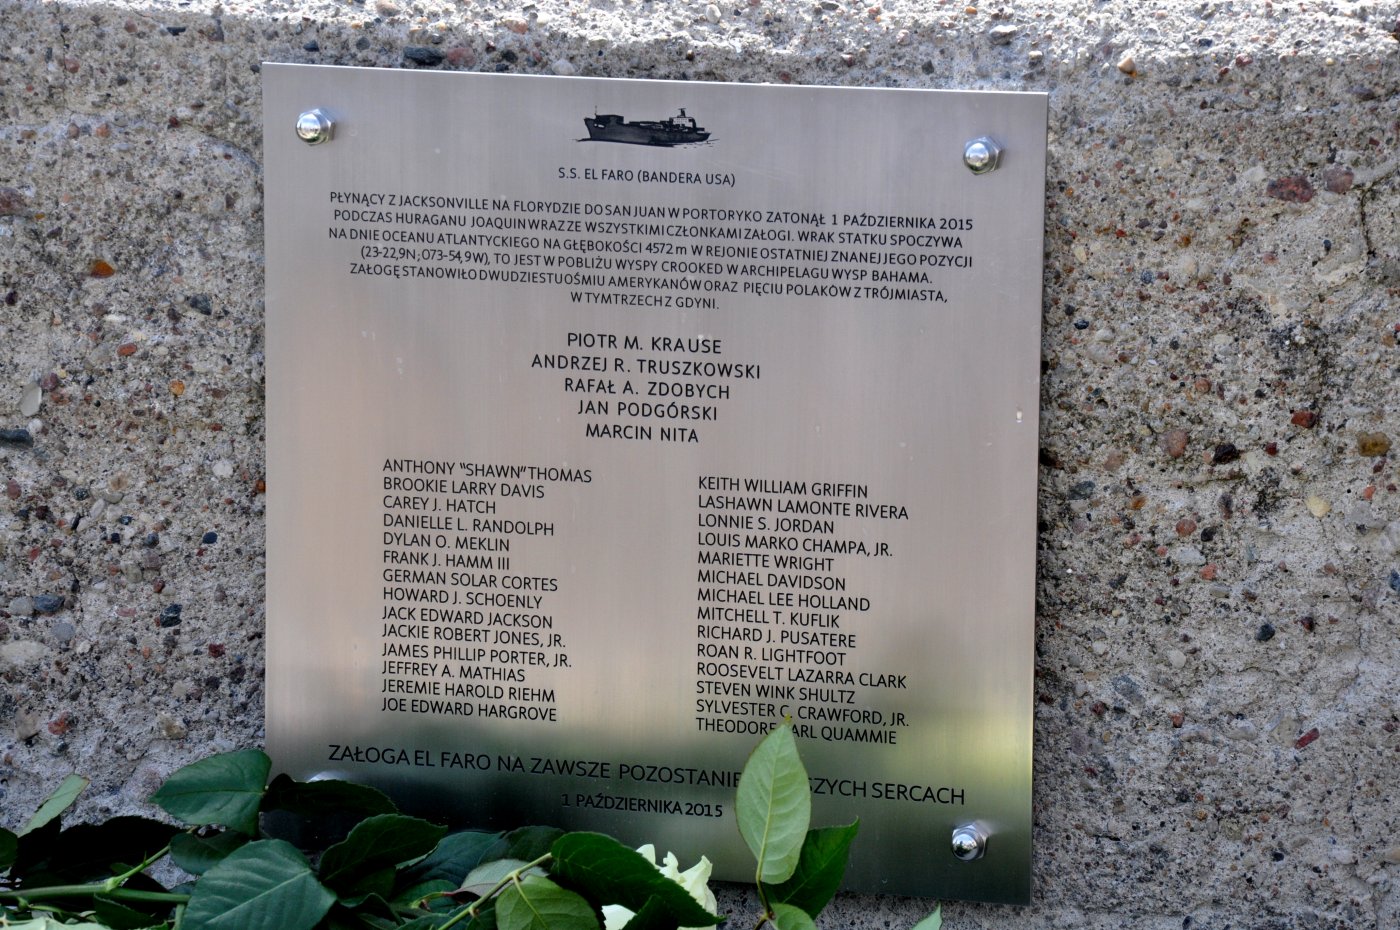 S.S. EL FARO (BANDERA USA)
PŁYNĄCY Z JACKSONVILLE NA FLORYDZIE DO SAN JUAN W PORTORYKO ZATONĄŁ 1 PAŹDZIERNIKA 2015
PODCZAS HURAGANU JOAQUIN WRAZ ZE WSZYSTKIMI CZŁONKAMI ZAŁOGI. WRAK STATKU SPOCZYWA
NA DNIE OCEANU ATLANTYCKIEGO NA GŁĘBOKOŚCI 4572 m W REJONIE OSTATNIEJ ZNANEJ JEGO POZYCJI
(23-22,9N; 073-54,9W), TO JEST W POBLIŻU WYSPY CROOKED W ARCHIPELAGU WYSP BAHAMA.
ZAŁOGĘ STANOWIŁO DWUDZIESTU OŚMIU AMERYKANÓW ORAZ PIĘCIU POLAKÓW Z TRÓJMIASTA,
W TYM TRZECH Z GDYNI.
PIOTR M. KRAUSE
ANDRZEJ R. TRUSZKOWSKI
RAFAŁ A. ZDOBYCH
JAN PODGÓRSKI
MARCIN NITA
ANTHONY "SHAWN" THOMAS
BROOKIE LARRY DAVIS
CAREY J. HATCH
DANIELLE L. RANDOLPH
DYLAN O. MEKLIN
FRANK J. HAMM III
GERMAN SOLAR CORTES
HOWARD J. SCHOENLY
JACK EDWARD JACKSON
JACKIE ROBERT JONES, JR.
JAMES PHILLIP PORTER, JR.
JEFFREY A. MATHIAS
JEREMIE HAROLD RIEHM
JOE EDWARD HARGROVE
KEITH WILLIAM GRIFFIN
LASHAWN LAMONTE RIVERA
LONNIE S. JORDAN
LOUIS MARKO CHAMPA, JR.
MARIETTE WRIGHT
MICHAEL DAVIDSON
MICHAEL LEE HOLLAND
MITCHELL T. KUFLIK
RICHARD J. PUSATERE
ROAN R. LIGHTFOOT
ROOSEVELT LAZARRA CLARK
STEVEN WINK SHULTZ
SYLVESTER C. CRAWFORD, JR.
THEODORE EARL QUAMMIE
ZAŁOGA EL FARO NA ZAWSZE POZOSTANIE SERCACH
1 PAŹDZIERNIKA 2015